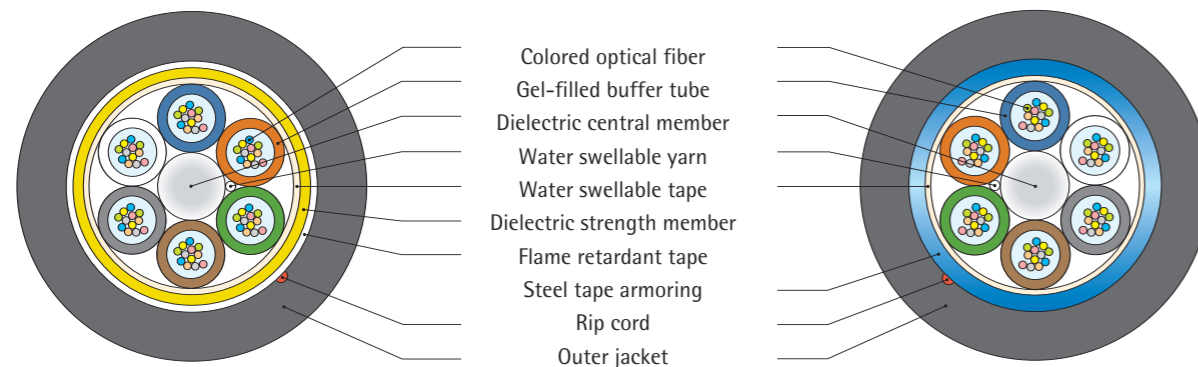 Colored optical fiber
Gel-filled buffer tube
Dielectric central member
Water swellable yarn
Water swellable tape
Dielectric strength member
Flame retardant tape
Steel tape armoring
Rip cord
Outer jacket